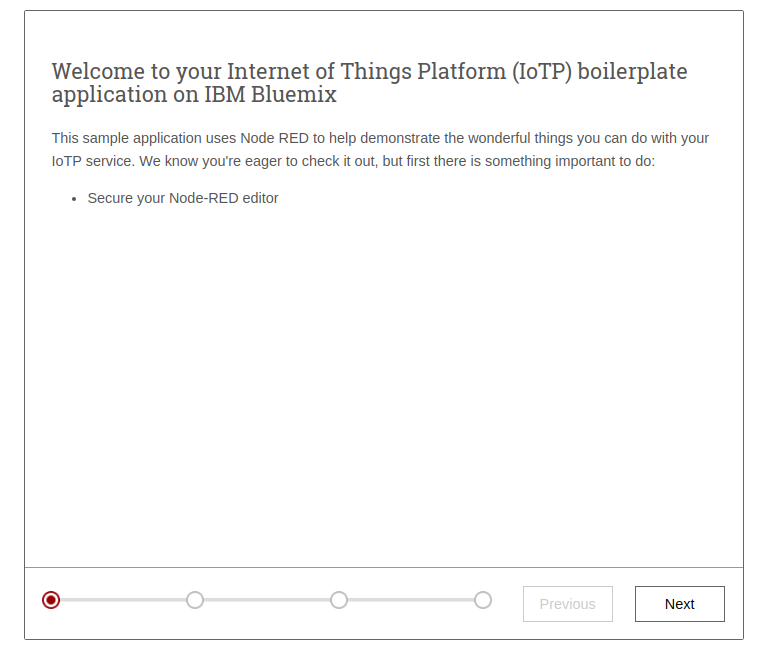 Welcome to your Internet of Things Platform (IoTP) boilerplate
application on IBM Bluemix
This sample application uses Node RED to help demonstrate the wonderful things you can do with your
IoTP service. We know you're eager to check it out, but first there is something important to do:
• Secure your Node-RED editor
Previous
Next